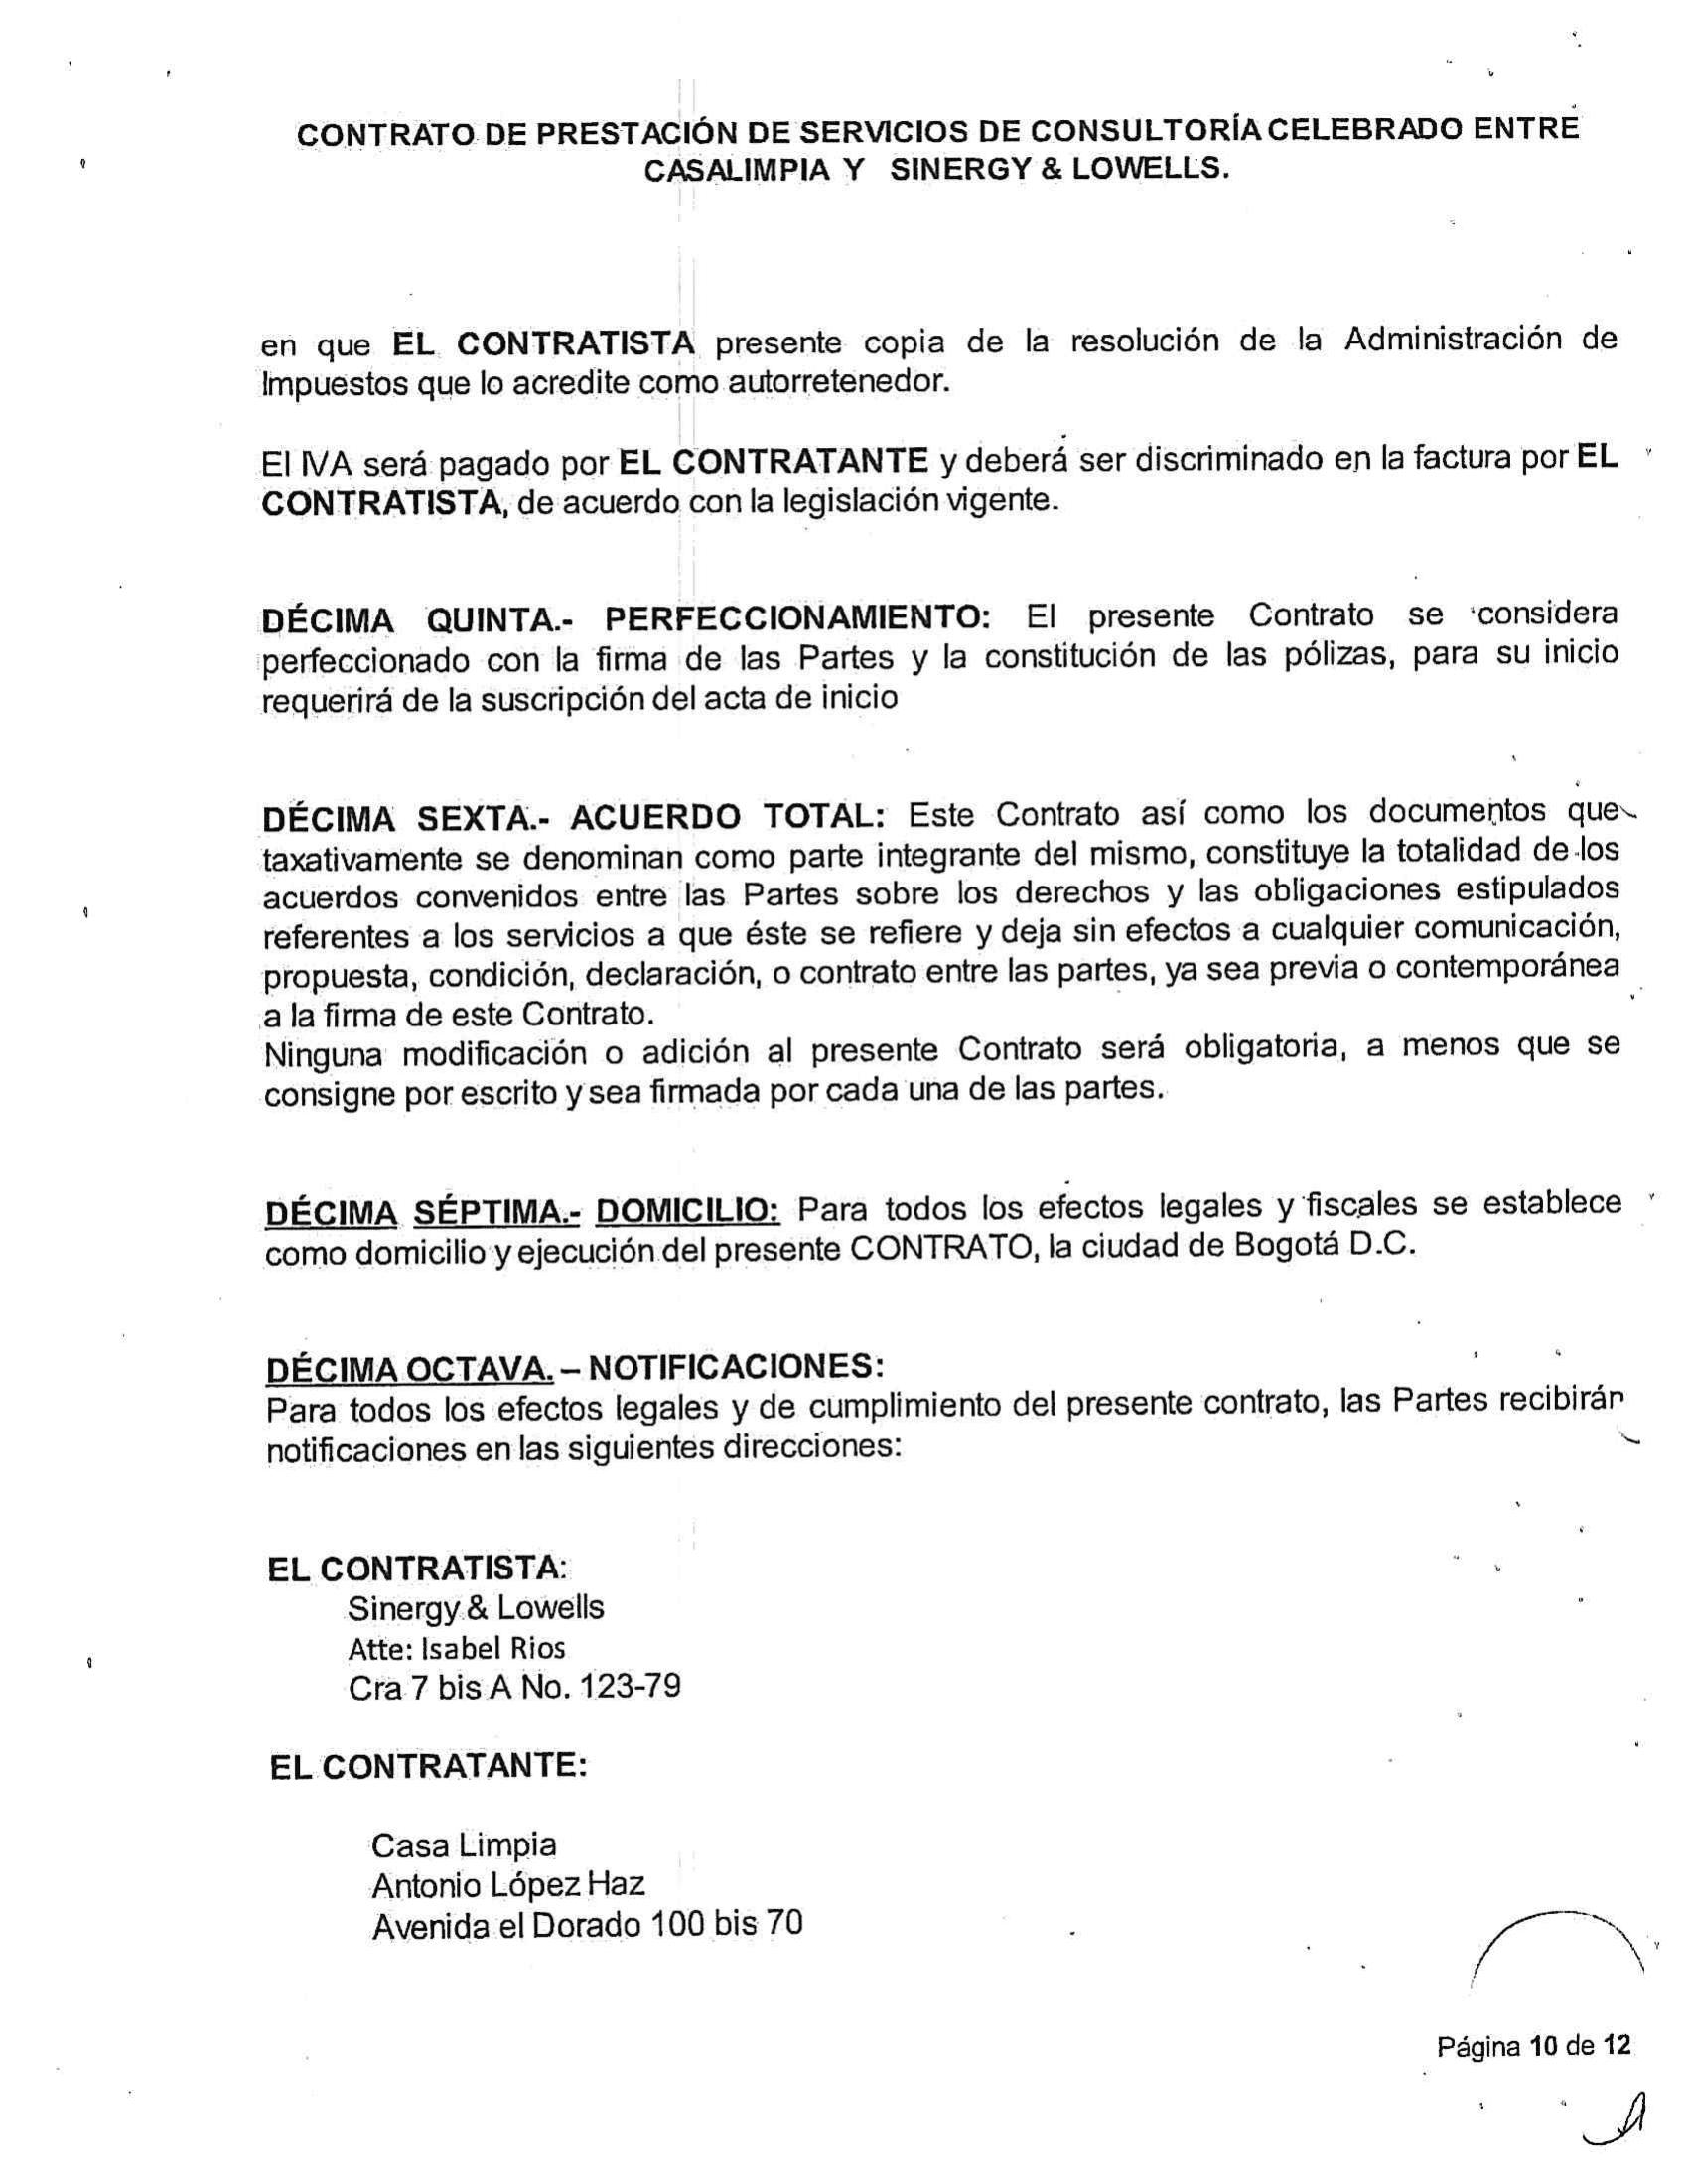 CONTRATO DE PRESTACIÓN DE SERVICIOS DE CONSULTORÍA CELEBRADO ENTRE
CASALIMPIA Y SINERGY & LOWELLS.
en que EL CONTRATISTA presente copia de la resolución de la Administración de
Impuestos que lo acredite como autorretenedor.
El IVA será pagado por EL CONTRATANTE y deberá ser discriminado en la factura por EL
CONTRATISTA, de acuerdo con la legislación vigente.
DÉCIMA QUINTA.- PERFECCIONAMIENTO: El presente Contrato se considera
perfeccionado con la firma de las Partes y la constitución de las pólizas, para su inicio
requerirá de la suscripción del acta de inicio
DÉCIMA SEXTA.- ACUERDO TOTAL: Este Contrato así como los documentos que
taxativamente se denominan como parte integrante del mismo, constituye la totalidad de los
acuerdos convenidos entre las Partes sobre los derechos y las obligaciones estipulados
referentes a los servicios a que éste se refiere y deja sin efectos a cualquier comunicación,
propuesta, condición, declaración, o contrato entre las partes, ya sea previa o contemporánea
a la firma de este Contrato.
Ninguna modificación o adición al presente Contrato será obligatoria, a menos que se
consigne por escrito y sea firmada por cada una de las partes.
DÉCIMA SÉPTIMA.- DOMICILIO: Para todos los efectos legales y fiscales se establece
como domicilio y ejecución del presente CONTRATO, la ciudad de Bogotá D.C.
DÉCIMA OCTAVA. – NOTIFICACIONES:
Para todos los efectos legales y de cumplimiento del presente contrato, las Partes recibirán
notificaciones en las siguientes direcciones:
EL CONTRATISTA:
Sinergy & Lowells
Atte: Isabel Rios
Cra 7 bis A No. 123-79
EL CONTRATANTE:
Casa Limpia
Antonio López Haz
Avenida el Dorado 100 bis 70
Página 10 de 12